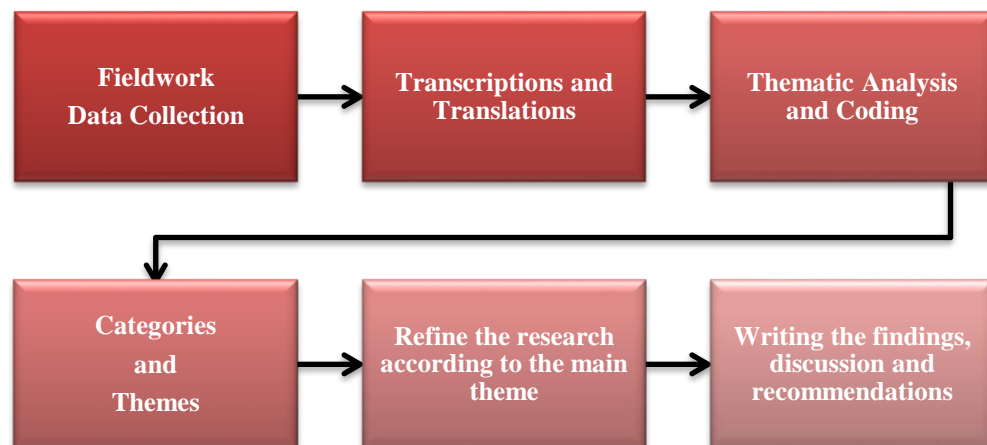 Fieldwork
Data Collection
Transcriptions and
Translations
Thematic Analysis
and Coding
Categories
and
Themes
Refine the research
according to the main
theme
Writing the findings,
discussion and
recommendations